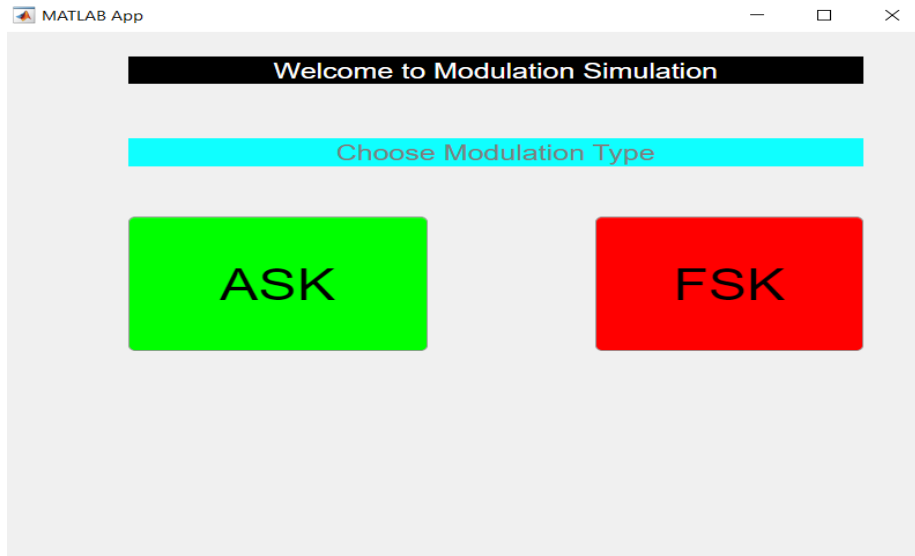 MATLAB App
Welcome to Modulation Simulation
Choose Modulation Type
ASK
FSK